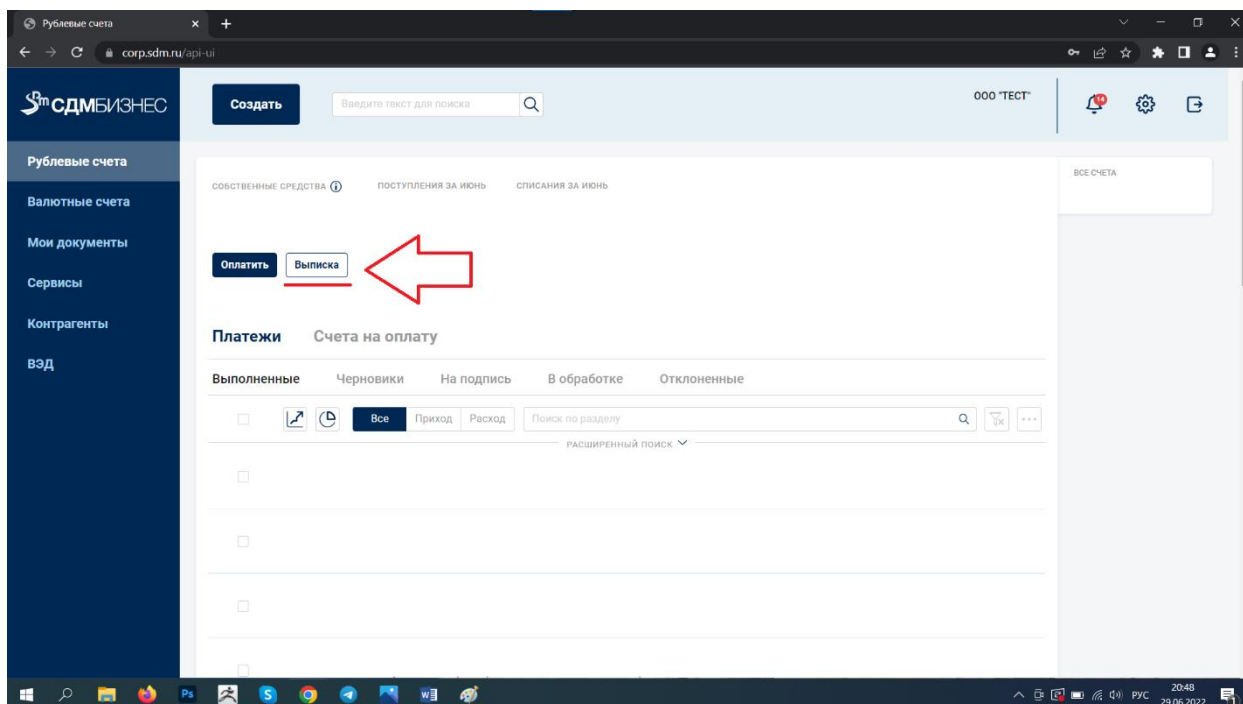 Рублевые счета
corp.sdm.ru/api-ui
СДМБИЗНЕС
Создать
Введите текст для поиска
ООО "ТЕСТ"
14
Рублевые счета
Валютные счета
Мои документы
Сервисы
Контрагенты
ВЭД
СОБСТВЕННЫЕ СРЕДСТВА
ПОСТУПЛЕНИЯ ЗА ИЮНЬ
СПИСАНИЯ ЗА ИЮНЬ
ВСЕ СЧЕТА
Оплатить
Выписка
Платежи
Счета на оплату
Выполненные
Черновики
На подпись
В обработке
Отклоненные
Все
Приход
Расход
Поиск по разделу
РАСШИРЕННЫЙ ПОИСК
Ps
S
РУС
20:48
29.06.2022